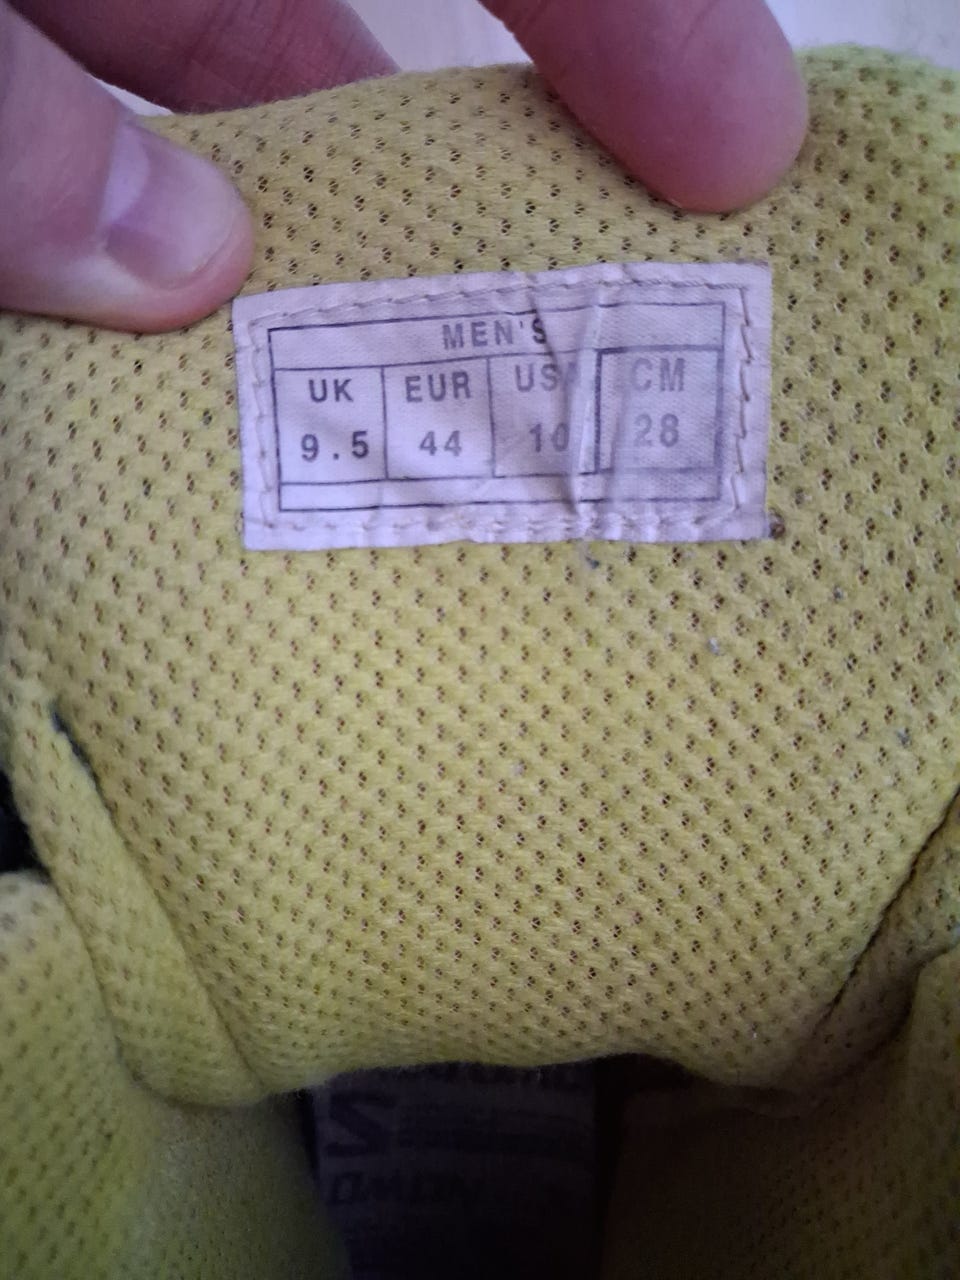 MEN'S
UK EUR USA CM
9.5 44 10 28